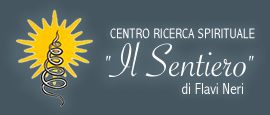 CENTRO RICERCA SPIRITUALE
"Il Sentiero"
di Flavi Neri